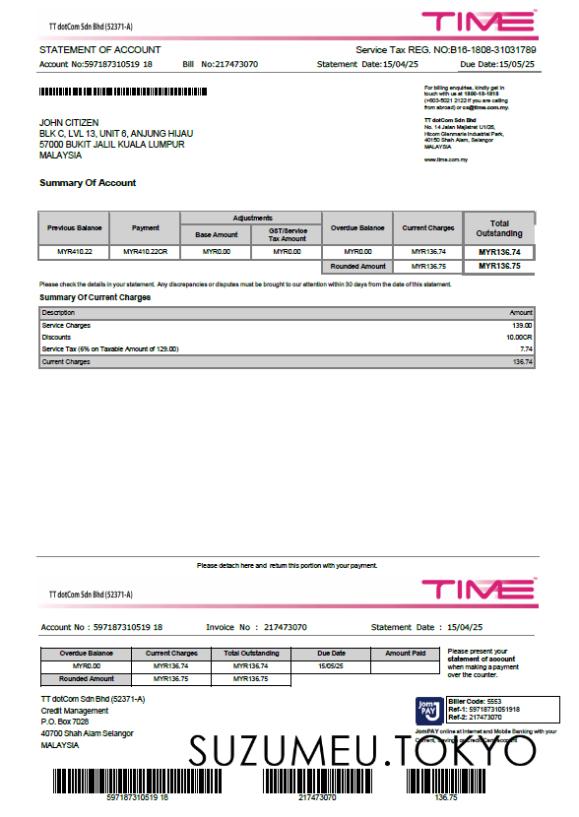 TT dotCom Sdn Bhd (52371-A)
TIME
STATEMENT OF ACCOUNT
Service Tax REG. NO:B16-1808-31031789
Account No:597187310519 18 Bill No:217473070 Statement Date:15/04/25 Due Date:15/05/25
For billing enquiries, kindly get in
touch with us at 1800-18-1818
(+603-5021 2122 if you are calling
from abroad) or cs@time.com.my.
TT dotCom Sdn Bhd
No. 14 Jalan Majistret U1/26,
Hicom Glenmarie Industrial Park,
40150 Shah Alam, Selangor
MALAYSIA
www.time.com.my
JOHN CITIZEN
BLK C, LVL 13, UNIT 6, ANJUNG HIJAU
57000 BUKIT JALIL KUALA LUMPUR
MALAYSIA
Summary Of Account
Previous Balance Payment Adjustments Overdue Balance Current Charges Total Outstanding
Base Amount GST/Service Tax Amount
MYR410.22 MYR410.22CR MYR0.00 MYR0.00 MYR0.00 MYR136.74 MYR136.74
Rounded Amount MYR136.75 MYR136.75
Please check the details in your statement. Any discrepancies or disputes must be brought to our attention within 30 days from the date of this statement.
Summary Of Current Charges
Description Amount
Service Charges 139.00
Discounts 10.00CR
Service Tax (6% on Taxable Amount of 129.00) 7.74
Current Charges 136.74
Please detach here and return this portion with your payment.
TT dotCom Sdn Bhd (52371-A)
TIME
Account No : 597187310519 18 Invoice No : 217473070 Statement Date : 15/04/25
Overdue Balance Current Charges Total Outstanding Due Date Amount Paid
MYR0.00 MYR136.74 MYR136.74 15/05/25
Rounded Amount MYR136.75 MYR136.75
Please present your
statement of account
when making a payment
over the counter.
TT dotCom Sdn Bhd (52371-A)
Credit Management
P.O. Box 7028
40700 Shah Alam Selangor
MALAYSIA
Jom PAY
Biller Code: 5553
Ref-1: 59718731051918
Ref-2: 217473070
JomPAY online at Internet and Mobile Banking with your
SUZUMEU.TOKYO
597187310519 18 217473070 136.75